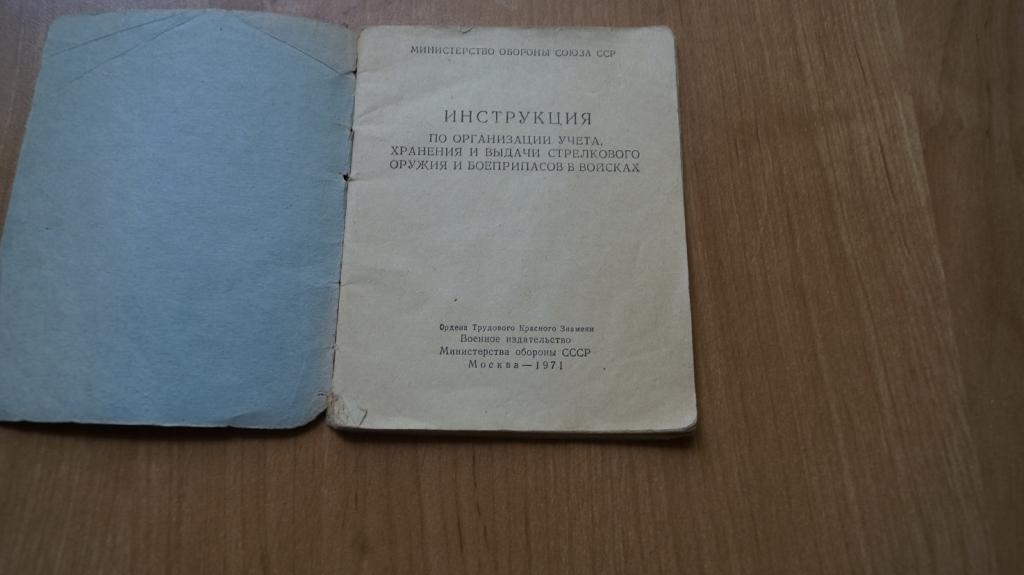 МИНИСТЕРСТВО ОБОРОНЫ СОЮЗА ССР
ИНСТРУКЦИЯ
ПО ОРГАНИЗАЦИИ УЧЕТА,
ХРАНЕНИЯ И ВЫДАЧИ СТРЕЛКОВОГО
ОРУЖИЯ И БОЕПРИПАСОВ В ВОЙСКАХ
Ордена Трудового Красного Знамени
Военное издательство
Министерства обороны СССР
Москва—1971